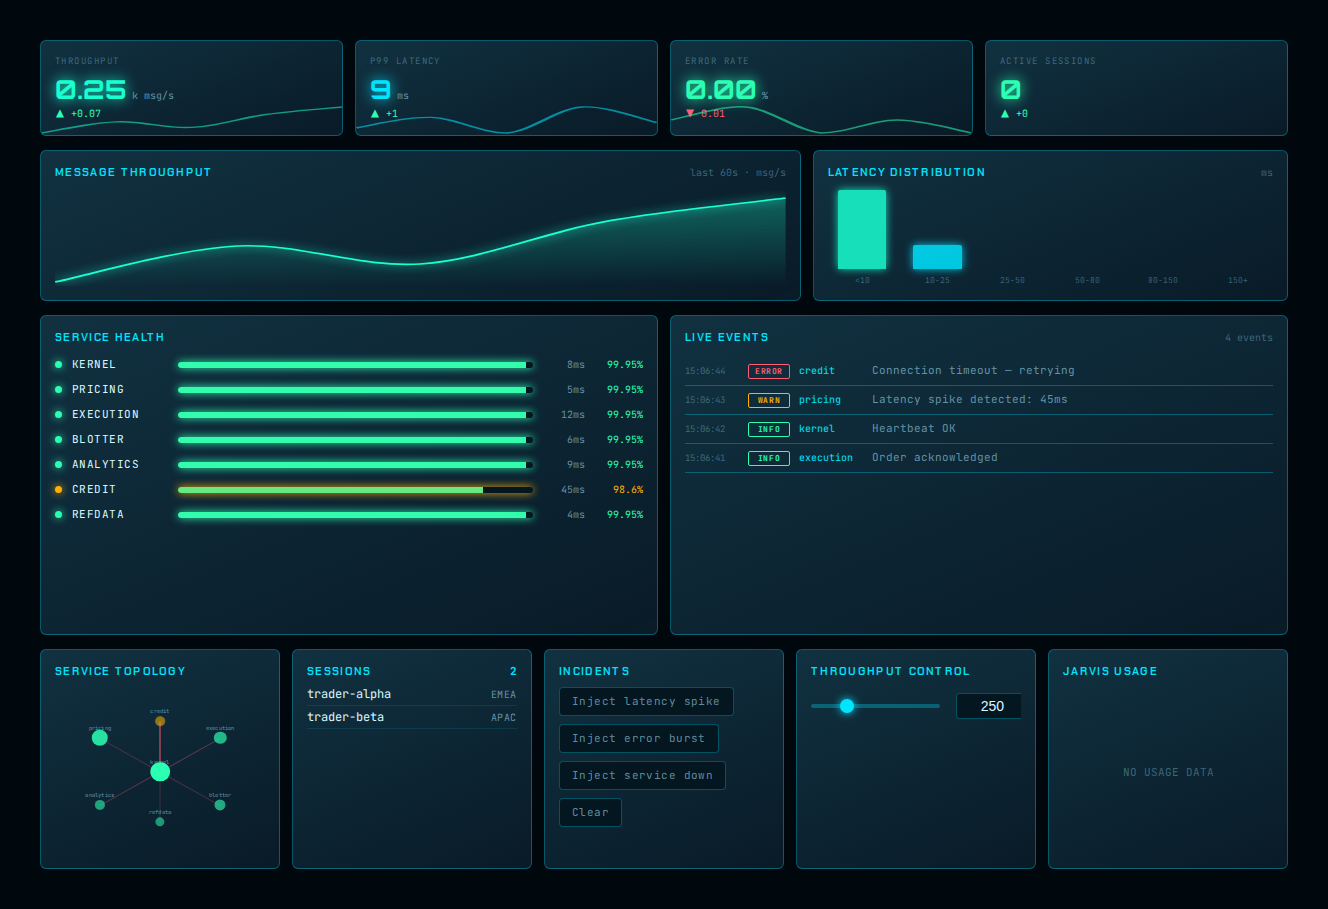 THROUGHPUT
0.25 k msg/s
▲ +0.07
P99 LATENCY
9 ms
▲ +1
ERROR RATE
0.00 %
▼ 0.01
ACTIVE SESSIONS
0
▲ +0
MESSAGE THROUGHPUT
last 60s · msg/s
LATENCY DISTRIBUTION
ms
<10 10-25 25-50 50-80 80-150 150+
SERVICE HEALTH
KERNEL 8ms 99.95%
PRICING 5ms 99.95%
EXECUTION 12ms 99.95%
BLOTTER 6ms 99.95%
ANALYTICS 9ms 99.95%
CREDIT 45ms 98.6%
REFDATA 4ms 99.95%
LIVE EVENTS
4 events
15:06:44 ERROR credit Connection timeout — retrying
15:06:43 WARN pricing Latency spike detected: 45ms
15:06:42 INFO kernel Heartbeat OK
15:06:41 INFO execution Order acknowledged
SERVICE TOPOLOGY
credit
pricing
execution
kernel
analytics
blotter
refdata
SESSIONS 2
trader-alpha EMEA
trader-beta APAC
INCIDENTS
Inject latency spike
Inject error burst
Inject service down
Clear
THROUGHPUT CONTROL
250
JARVIS USAGE
NO USAGE DATA